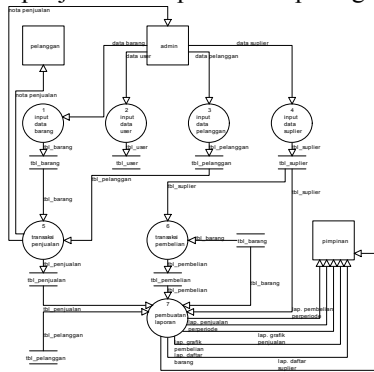 nota penjualan
pelanggan
admin
data barang
data user
data suplier
data pelanggan
nota penjualan
1
input
data
barang
2
input
data
user
3
input
data
pelanggan
4
input
data
suplier
tbl_barang
tbl_user
tbl_pelanggan
tbl_suplier
tbl_barang
tbl_user
tbl_pelanggan
tbl_suplier
tbl_pelanggan
tbl_suplier
tbl_suplier
tbl_barang
5
transaksi
penjualan
6
transaksi
pembelian
tbl_barang
tbl_barang
pimpinan
tbl_penjualan
tbl_pembelian
tbl_penjualan
tbl_pembelian
tbl_penjualan
tbl_pembelian
tbl_barang
7
pembuatan
laporan
lap. pembelian
perperiode
lap. penjualan
perperiode
tbl_pelanggan
lap. grafik
penjualan
lap. grafik
pembelian
lap. daftar
barang
tbl_pelanggan
lap. daftar
suplier